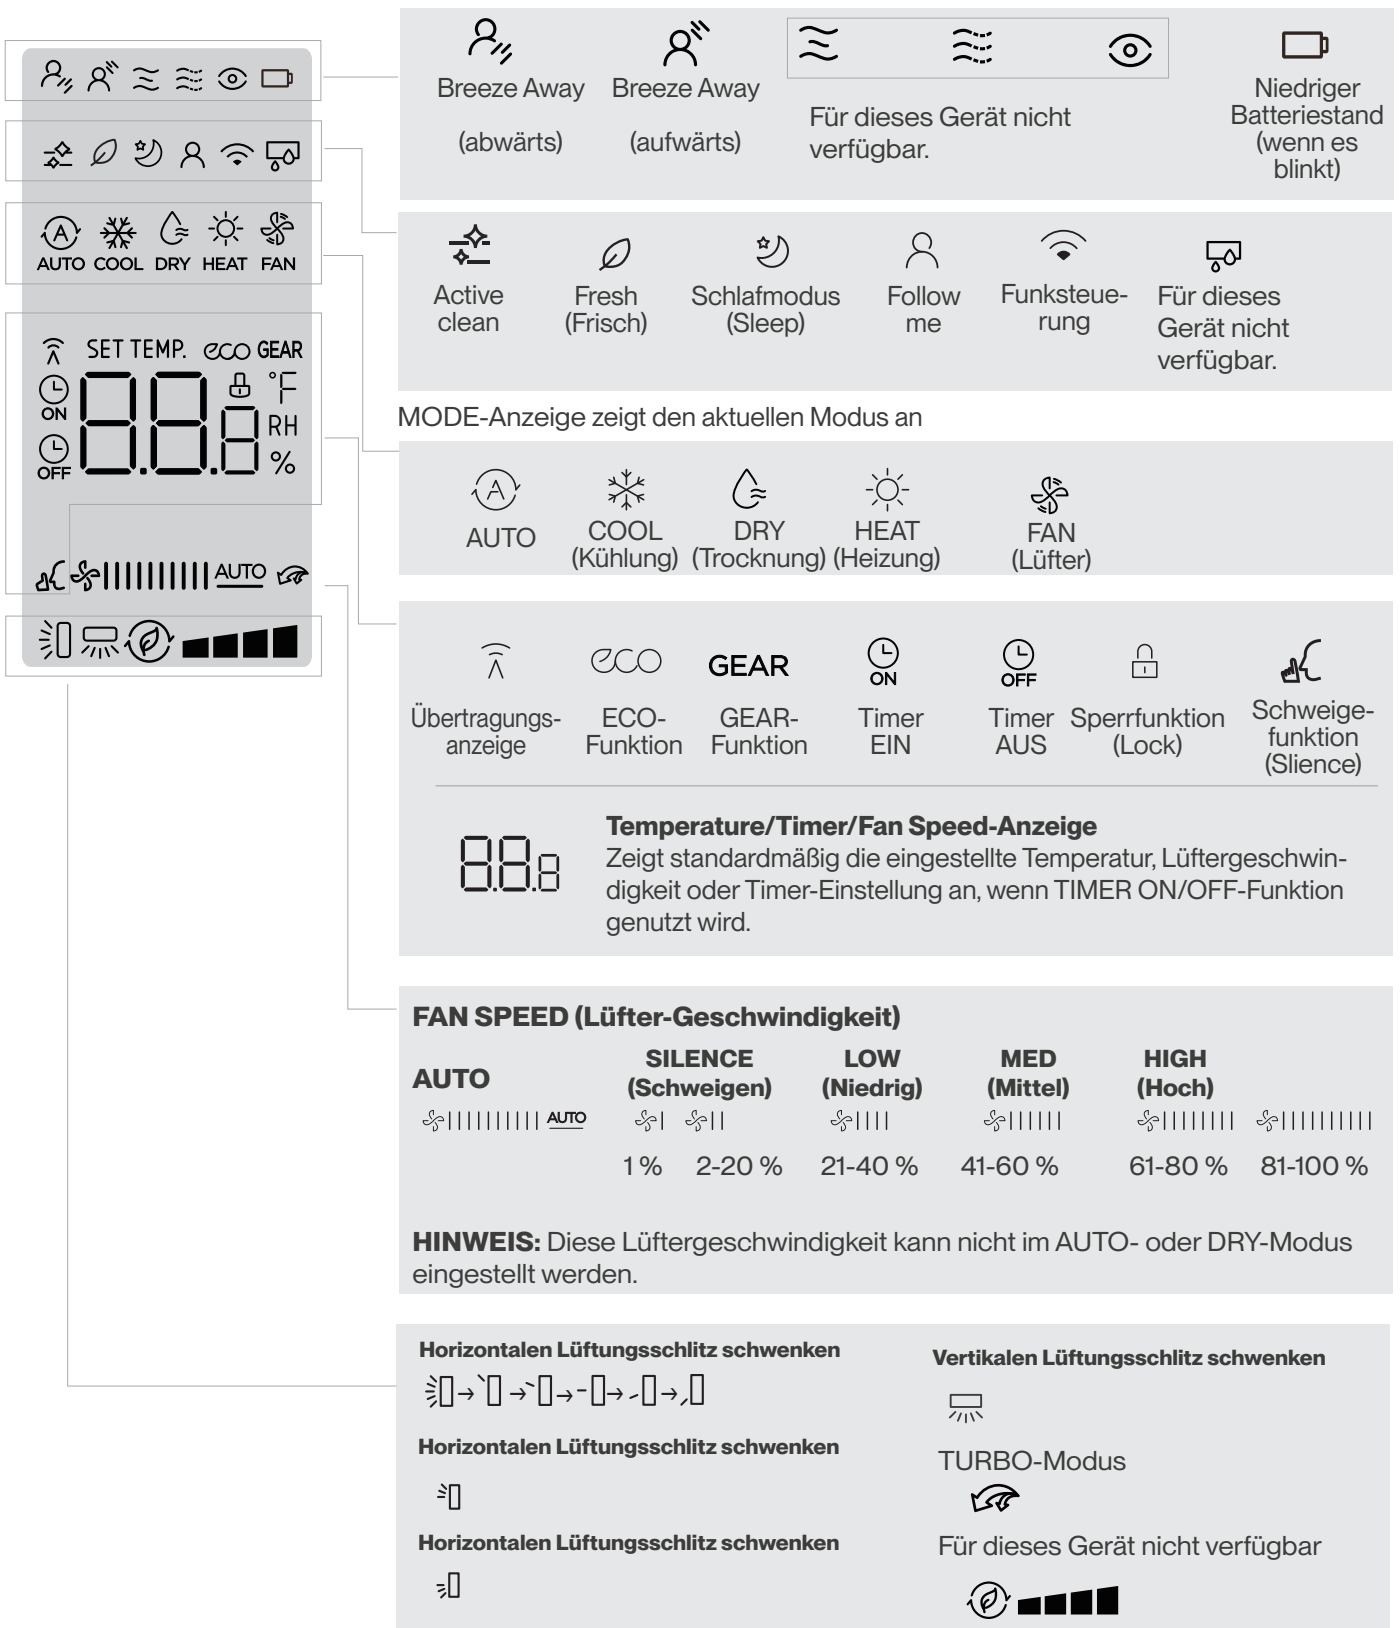 Breeze Away
(abwärts)
Breeze Away
(aufwärts)
Für dieses Gerät nicht
verfügbar.
Niedriger
Batteriestand
(wenn es
blinkt)
AUTO COOL DRY HEAT FAN
SET TEMP. eco GEAR
ON
OFF
88.8
°F
RH
%
AUTO
Active
clean
Fresh
(Frisch)
Schlafmodus
(Sleep)
Follow
me
Funksteue-
rung
Für dieses
Gerät nicht
verfügbar.
MODE-Anzeige zeigt den aktuellen Modus an
A
AUTO
COOL
(Kühlung)
DRY
(Trocknung)
HEAT
(Heizung)
FAN
(Lüfter)
Übertragungs-
anzeige
eco
ECO-
Funktion
GEAR
GEAR-
Funktion
ON
Timer
EIN
OFF
Timer
AUS
Sperrfunktion
(Lock)
Schweige-
funktion
(Slience)
88.8
Temperature/Timer/Fan Speed-Anzeige
Zeigt standardmäßig die eingestellte Temperatur, Lüftergeschwin-
digkeit oder Timer-Einstellung an, wenn TIMER ON/OFF-Funktion
genutzt wird.
FAN SPEED (Lüfter-Geschwindigkeit)
AUTO
AUTO
SILENCE
(Schweigen)
LOW
(Niedrig)
MED
(Mittel)
HIGH
(Hoch)
1 % 2-20 % 21-40 % 41-60 % 61-80 % 81-100 %
HINWEIS: Diese Lüftergeschwindigkeit kann nicht im AUTO- oder DRY-Modus
eingestellt werden.
Horizontalen Lüftungsschlitz schwenken
Horizontalen Lüftungsschlitz schwenken
Horizontalen Lüftungsschlitz schwenken
Vertikalen Lüftungsschlitz schwenken
TURBO-Modus
Für dieses Gerät nicht verfügbar